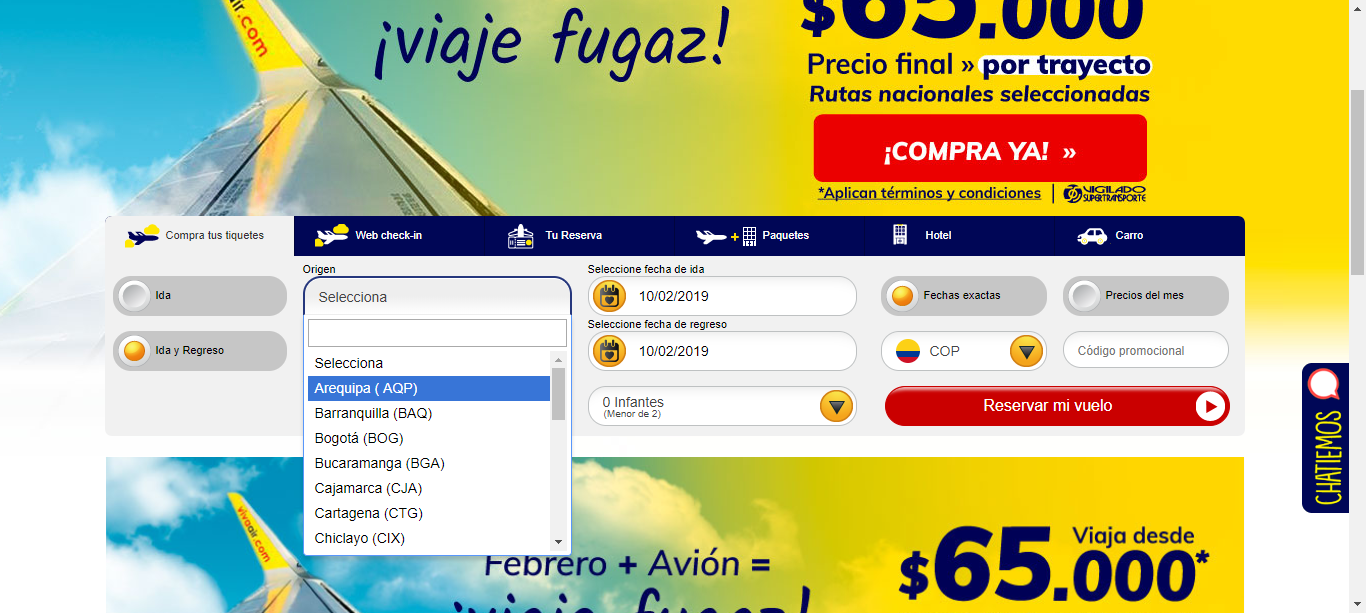 air.com
¡viaje fugaz!
$65.000
Precio final » por trayecto
Rutas nacionales seleccionadas
¡COMPRA YA! »
*Aplican términos y condiciones | VIGILADO
SUPERTRANSPORTE
Compra tus tiquetes
Web check-in
Tu Reserva
Paquetes
Hotel
Carro
Ida
Ida y Regreso
Origen
Selecciona
Selecciona
Arequipa ( AQP)
Barranquilla (BAQ)
Bogotá (BOG)
Bucaramanga (BGA)
Cajamarca (CJA)
Cartagena (CTG)
Chiclayo (CIX)
Seleccione fecha de ida
10/02/2019
Seleccione fecha de regreso
10/02/2019
0 Infantes
(Menor de 2)
Fechas exactas
Precios del mes
COP
Código promocional
Reservar mi vuelo
CHATIEMOS
vivaair.com
Febrero + Avión =
¡viaje fugaz!
Viaja desde
$65.000*